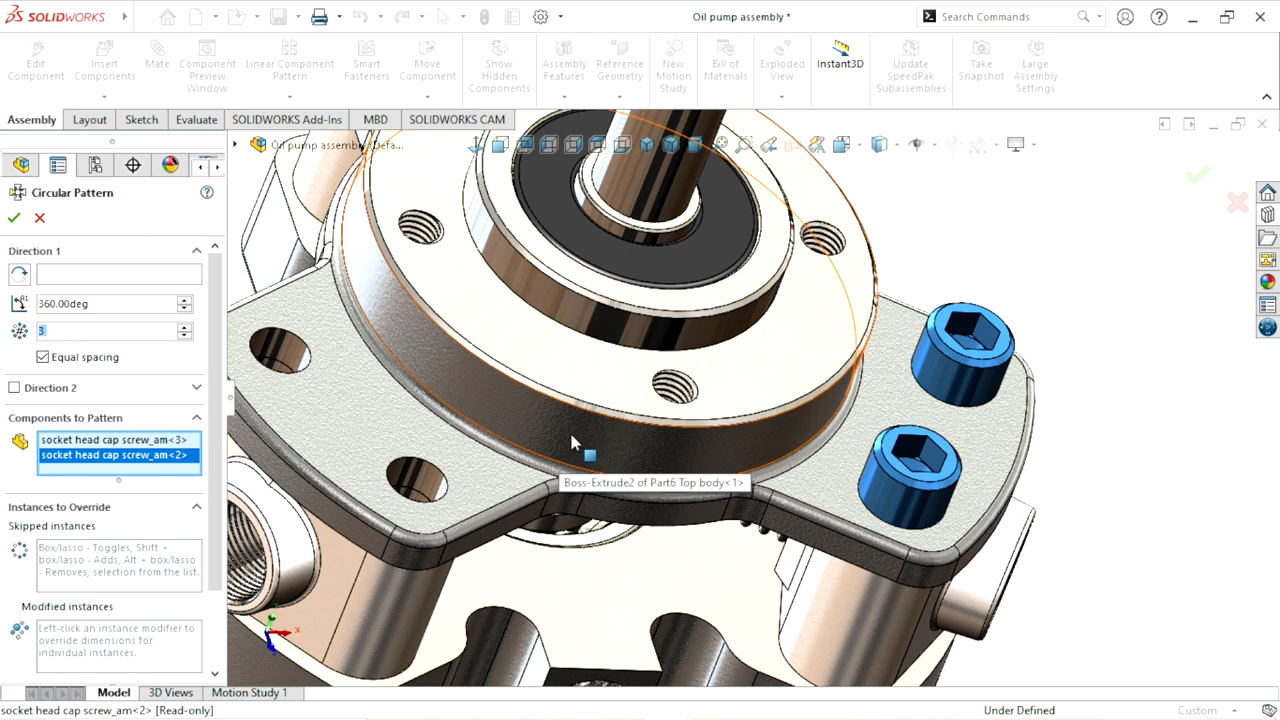 SOLIDWORKS
Oil pump assembly *
Search Commands
Edit
Component
Insert
Components
Mate
Component
Preview
Window
Linear Component
Pattern
Smart
Fasteners
Move
Component
Show
Hidden
Components
Assembly
Features
Reference
Geometry
New
Motion
Study
Bill of
Materials
Exploded
View
Instant3D
Update
SpeedPak
Subassemblies
Take
Snapshot
Large
Assembly
Settings
Assembly
Layout
Sketch
Evaluate
SOLIDWORKS Add-Ins
MBD
SOLIDWORKS CAM
Oil pump assemb
Circular Pattern
Direction 1
360.00deg
3
Equal spacing
Direction 2
Components to Pattern
socket head cap screw_am<3>
socket head cap screw_am<2>
Instances to Override
Skipped instances
Box/lasso - Toggles, Shift +
box/lasso - Adds, Alt + box/lasso
- Removes, selection from the list.
Modified instances
Left-click an instance modifier to
override dimensions for
individual instances.
Boss-Extrude2 of Part6 Top body<1>
X
Model
3D Views
Motion Study 1
socket head cap screw_am<2> [Read-only]
Under Defined
Custom